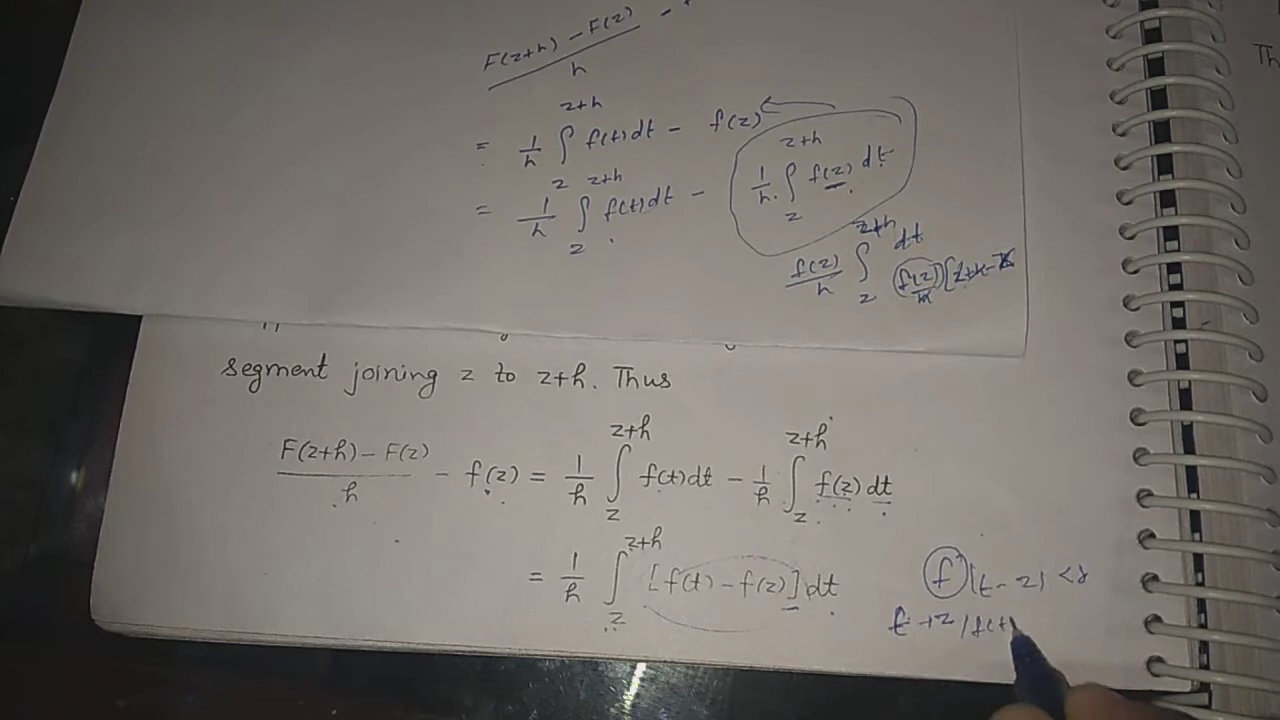 F(z+h) - F(z)
h
= 1/h ∫_z^{z+h} f(t)dt - f(z)
= 1/h ∫_z^{z+h} f(t)dt - 1/h. ∫_z^{z+h} f(z) dt
f(z)/h ∫_z^{z+h} dt
f(z)/h [z+h-z
Th
segment joining z to z+h. Thus
(F(z+h) - F(z))/h - f(z) = 1/h ∫_z^{z+h} f(t)dt - 1/h ∫_z^{z+h} f(z)dt
= 1/h ∫_z^{z+h} [f(t) - f(z)]dt
f |t-z| <δ
t→z |f(t)